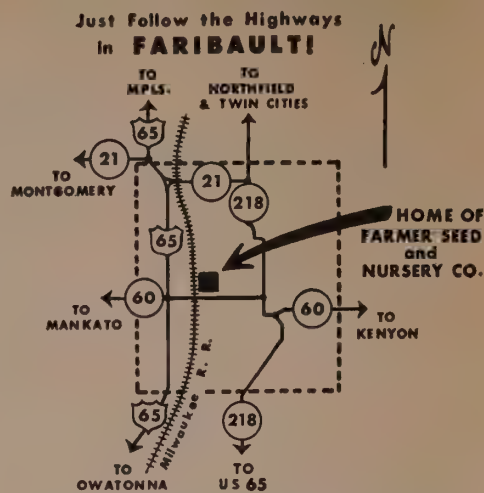 Just Follow the Highways
in FARIBAULT!
N
TO
MPLS.
TO
NORTHFIELD
& TWIN CITIES
65
21
TO
MONTGOMERY
21
218
65
HOME OF
FARMER SEED
and
NURSERY CO.
60
TO
MANKATO
60
TO
KENYON
Milwaukee R. R.
65
218
TO
OWATONNA
TO
US 65